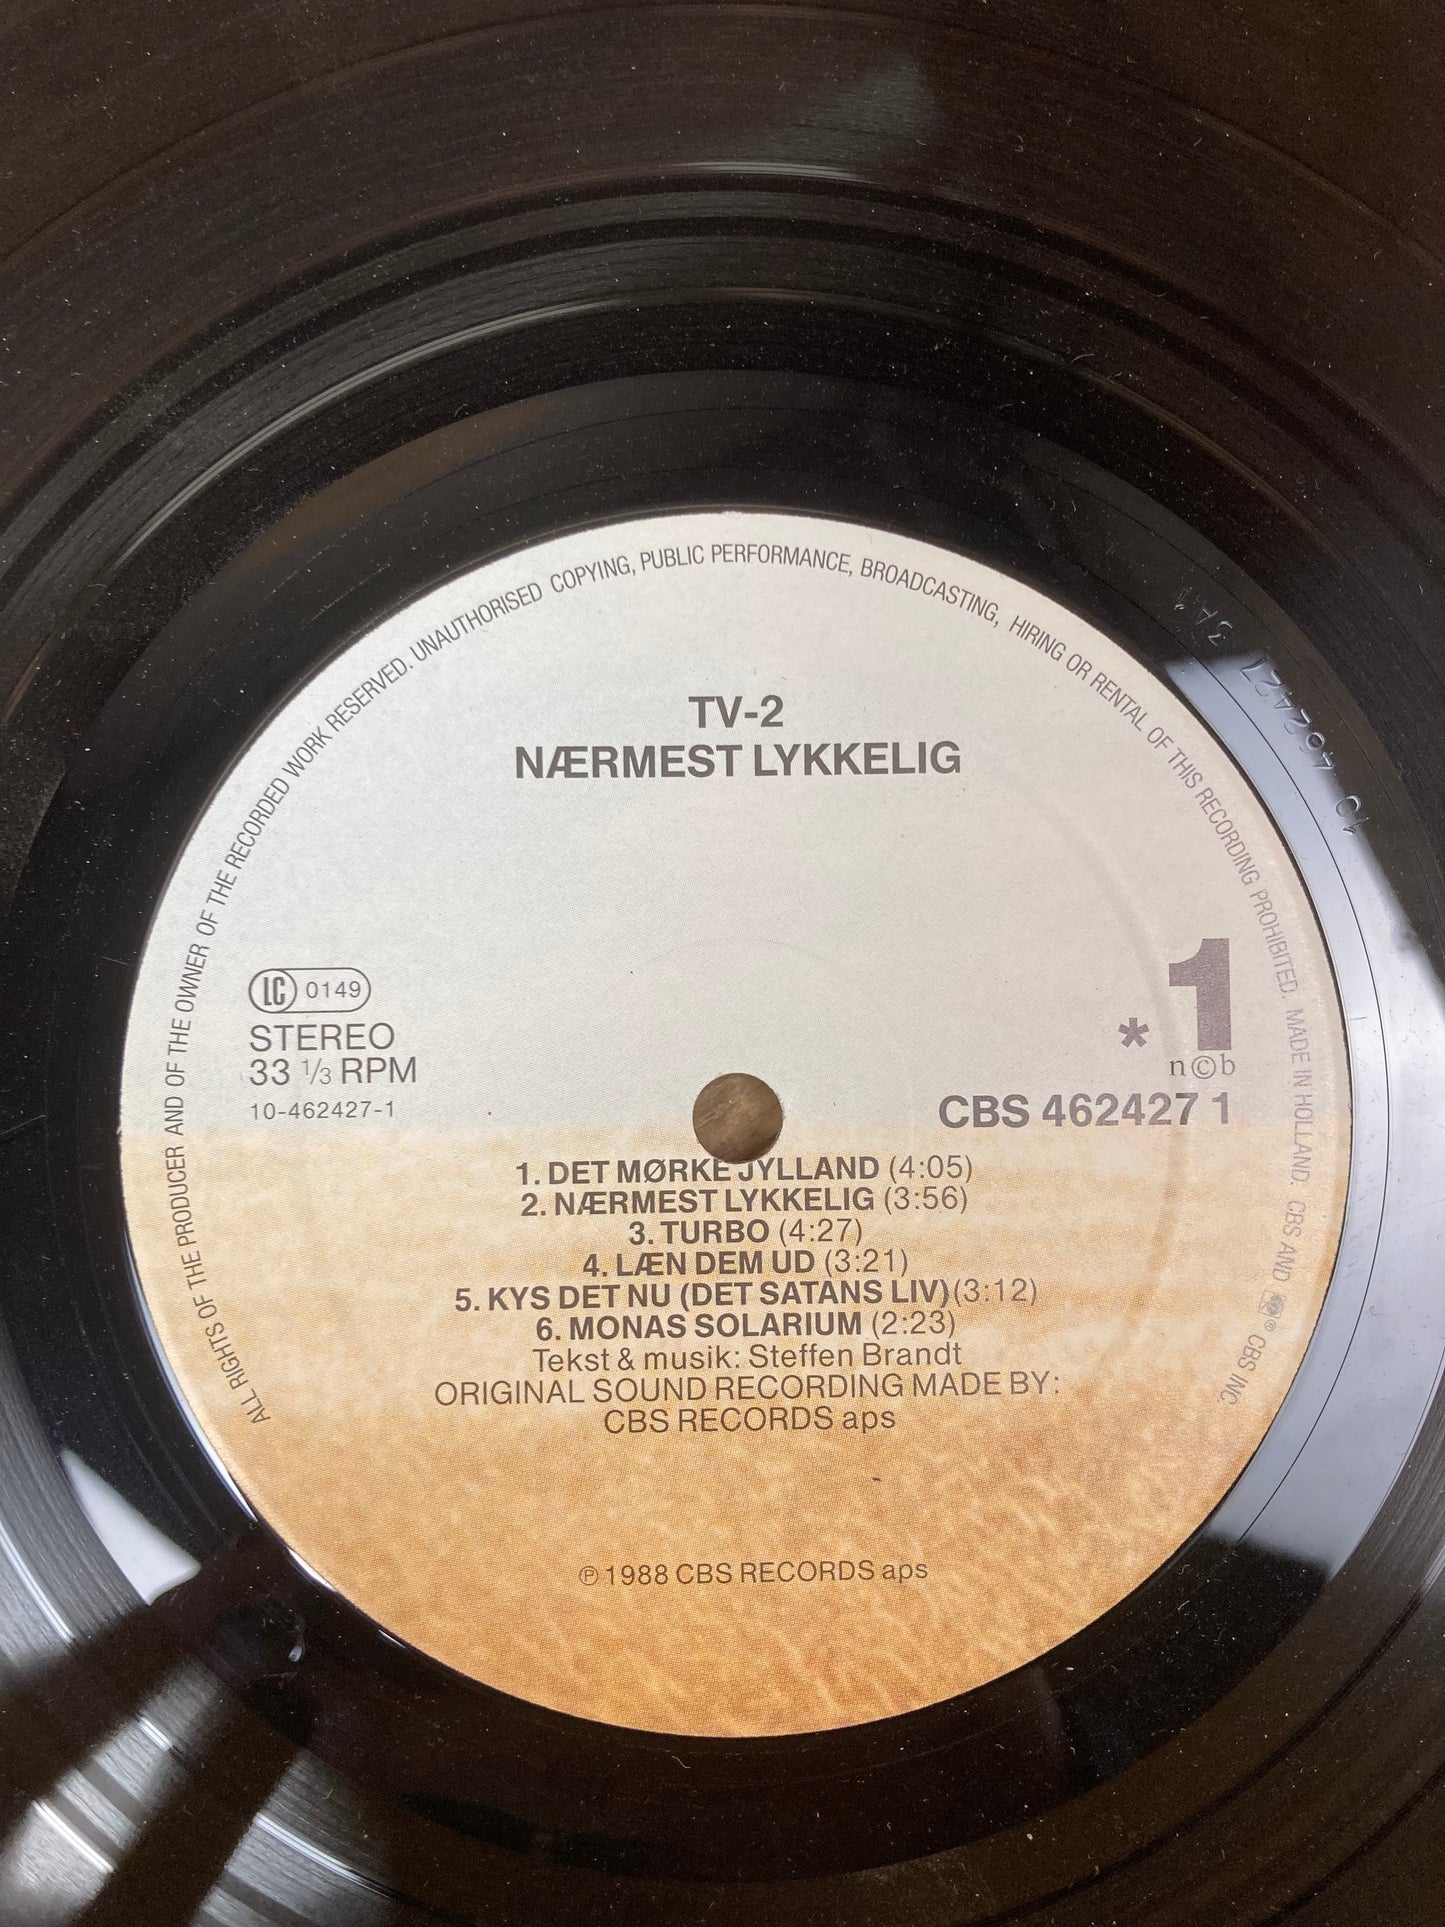 ALL RIGHTS OF THE PRODUCER AND OF THE OWNER OF THE RECORDED WORK RESERVED. UNAUTHORISED COPYING, PUBLIC PERFORMANCE, BROADCASTING, HIRING OR RENTAL OF THIS RECORDING PROHIBITED. MADE IN HOLLAND. CBS AND ® CBS INC.
TV-2
NÆRMEST LYKKELIG
LC 0149
STEREO
33 1/3 RPM
10-462427-1
* 1
n©b
CBS 462427 1
1. DET MØRKE JYLLAND (4:05)
2. NÆRMEST LYKKELIG (3:56)
3. TURBO (4:27)
4. LÆN DEM UD (3:21)
5. KYS DET NU (DET SATANS LIV) (3:12)
6. MONAS SOLARIUM (2:23)
Tekst & musik: Steffen Brandt
ORIGINAL SOUND RECORDING MADE BY:
CBS RECORDS aps
℗ 1988 CBS RECORDS aps